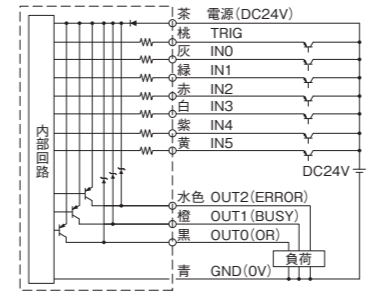 茶 電源(DC24V)
桃 TRIG
灰 IN0
緑 IN1
赤 IN2
白 IN3
紫 IN4
黄 IN5
内部回路
DC24V
水色 OUT2(ERROR)
橙 OUT1(BUSY)
黒 OUT0(OR)
負荷
青 GND(0V)